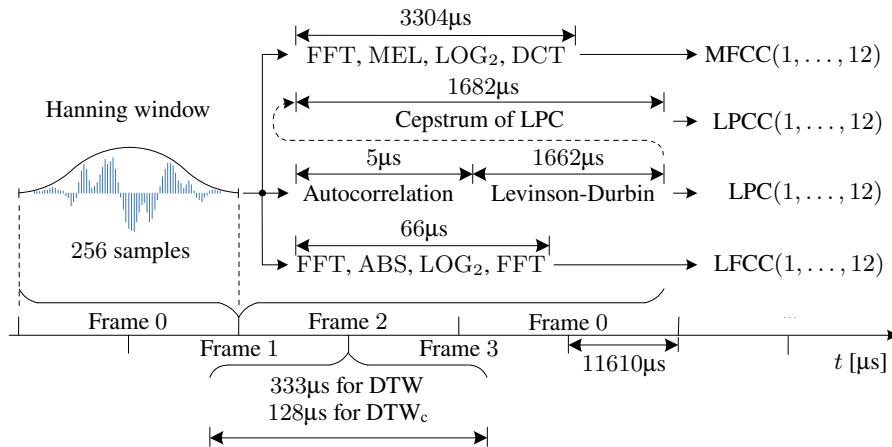 3304µs
FFT, MEL, LOG₂, DCT
MFCC(1, . . . , 12)
1682µs
Hanning window
Cepstrum of LPC
LPCC(1, . . . , 12)
5µs 1662µs
Autocorrelation Levinson-Durbin
LPC(1, . . . , 12)
256 samples
66µs
FFT, ABS, LOG₂, FFT
LFCC(1, . . . , 12)
Frame 0 Frame 2 Frame 0 ...
Frame 1 Frame 3 11610µs t [µs]
333µs for DTW
128µs for DTWc